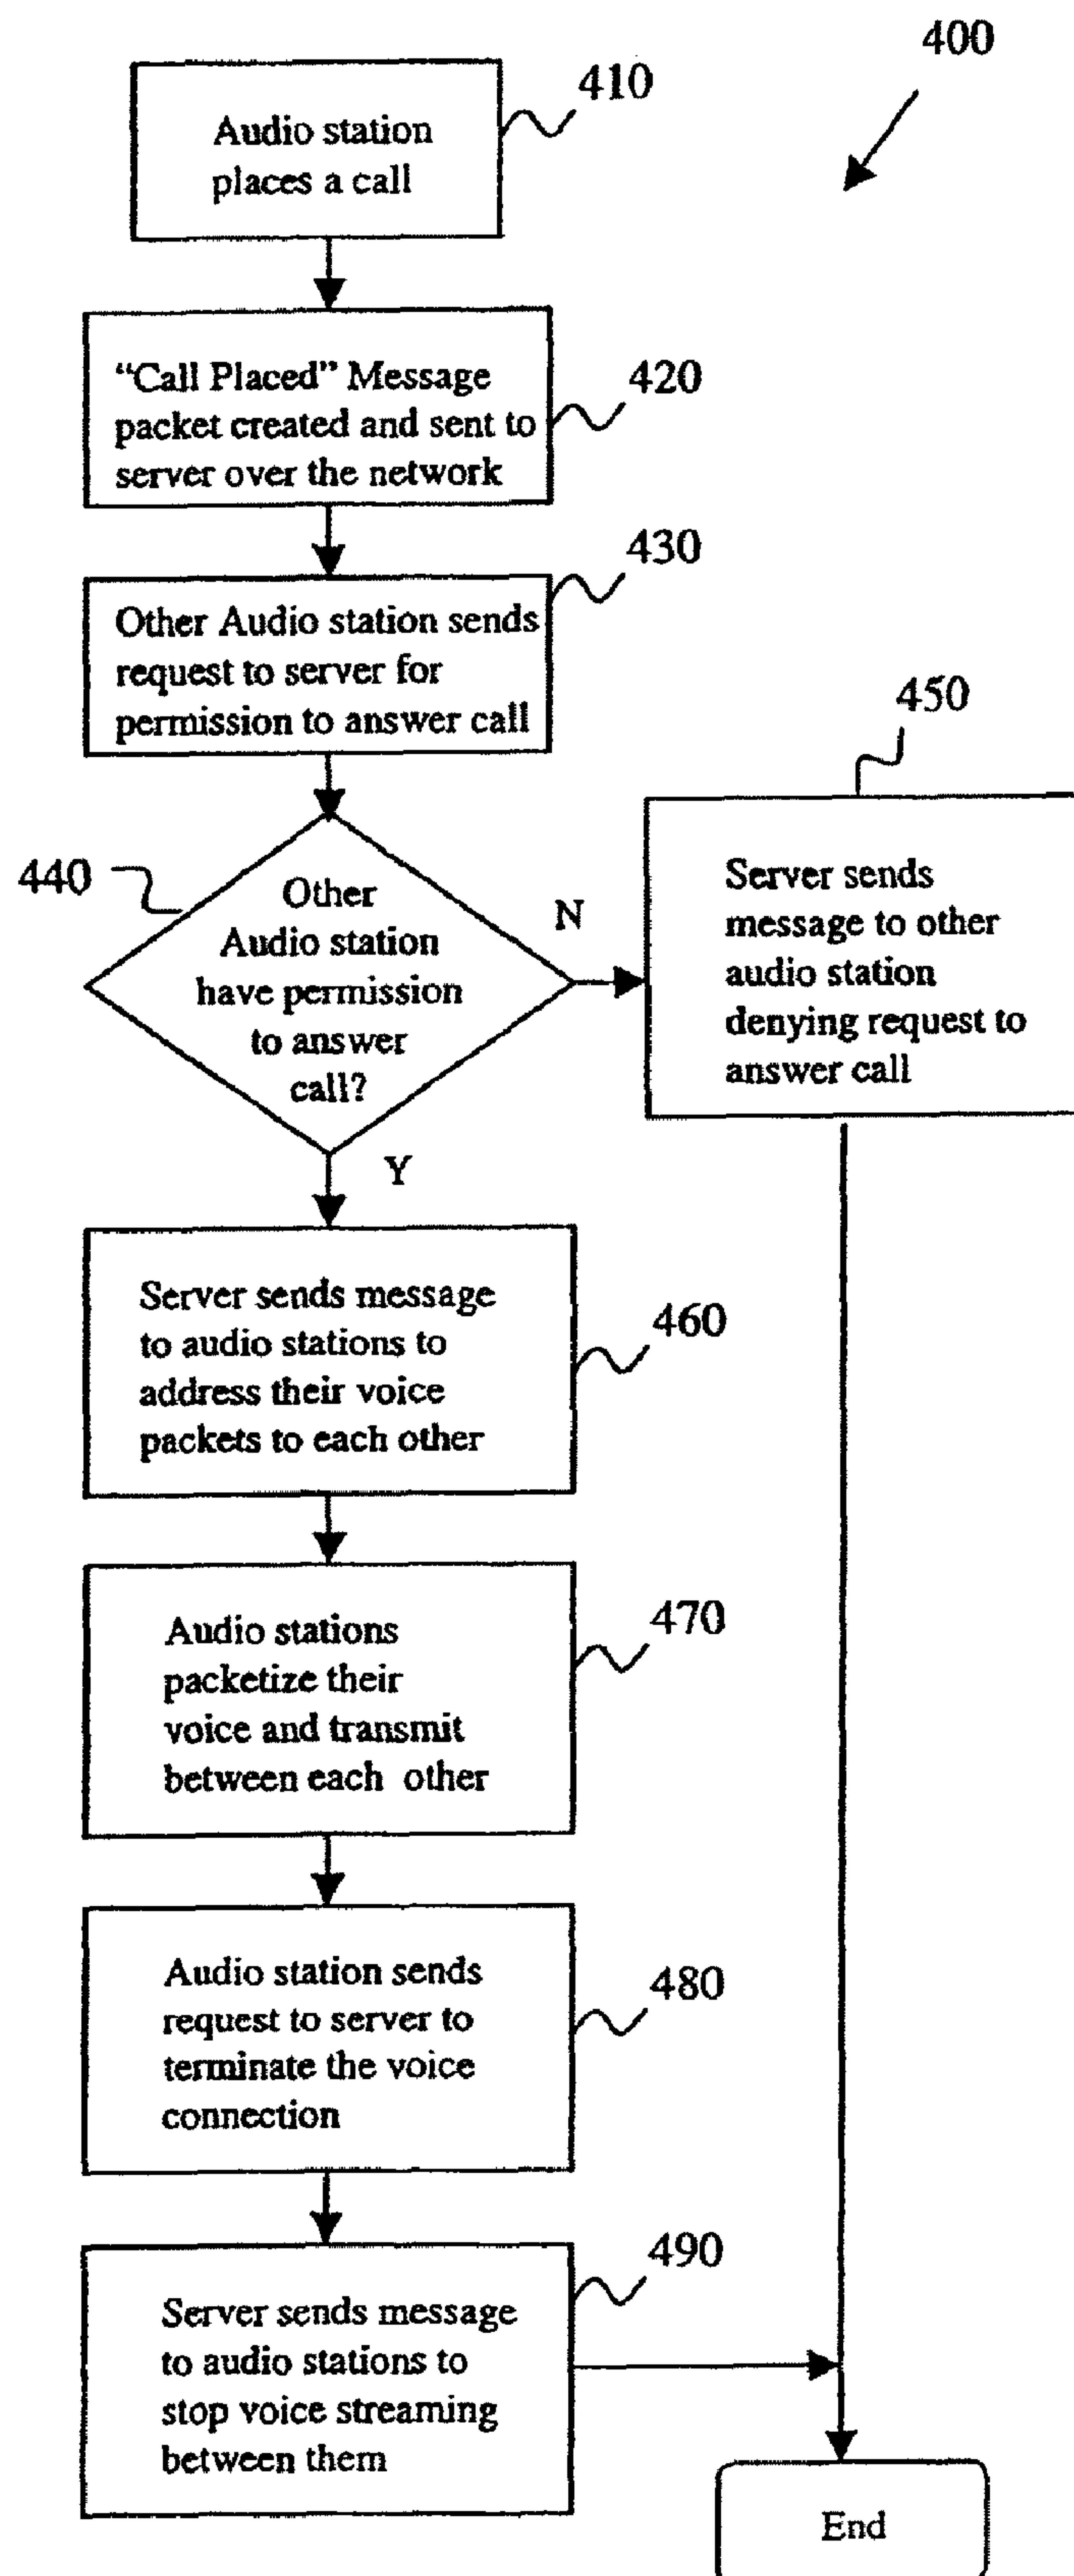 400
410
Audio station
places a call
420
“Call Placed” Message
packet created and sent to
server over the network
430
Other Audio station sends
request to server for
permission to answer call
440
Other
Audio station
have permission
to answer
call?
N
450
Server sends
message to other
audio station
denying request to
answer call
Y
460
Server sends message
to audio stations to
address their voice
packets to each other
470
Audio stations
packetize their
voice and transmit
between each other
480
Audio station sends
request to server to
terminate the voice
connection
490
Server sends message
to audio stations to
stop voice streaming
between them
End